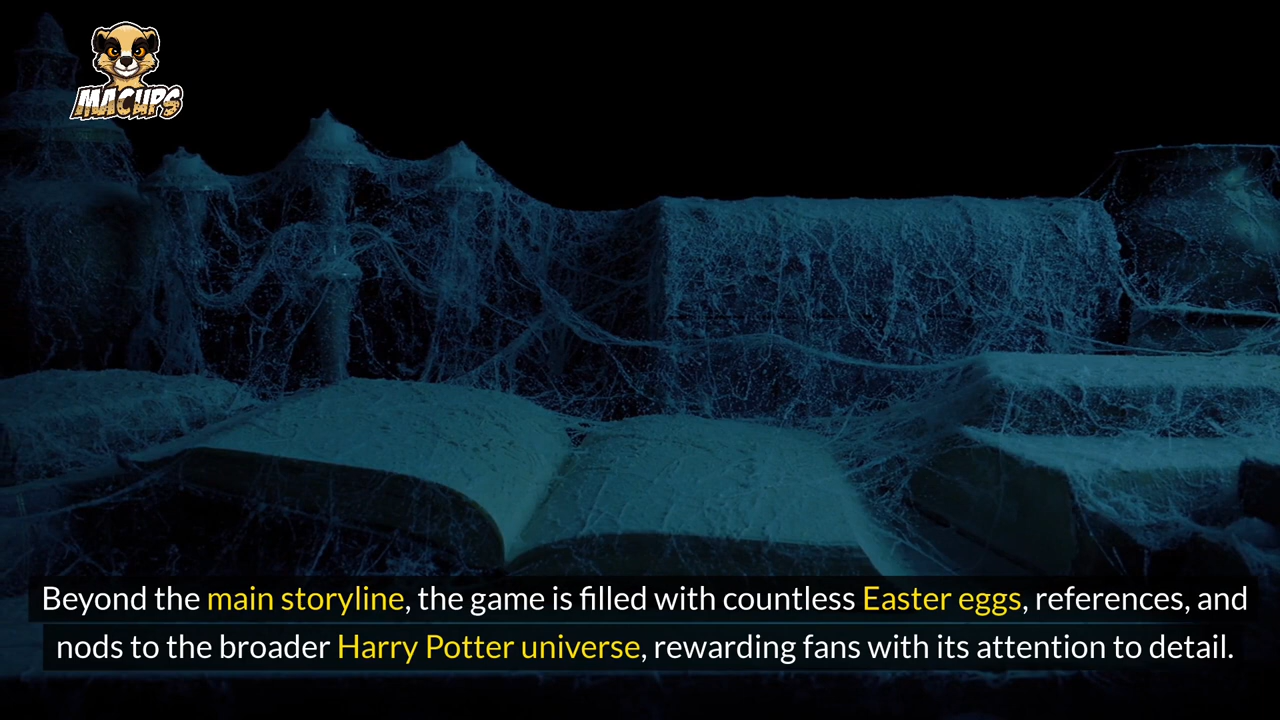 MACUPS
Beyond the main storyline, the game is filled with countless Easter eggs, references, and
nods to the broader Harry Potter universe, rewarding fans with its attention to detail.